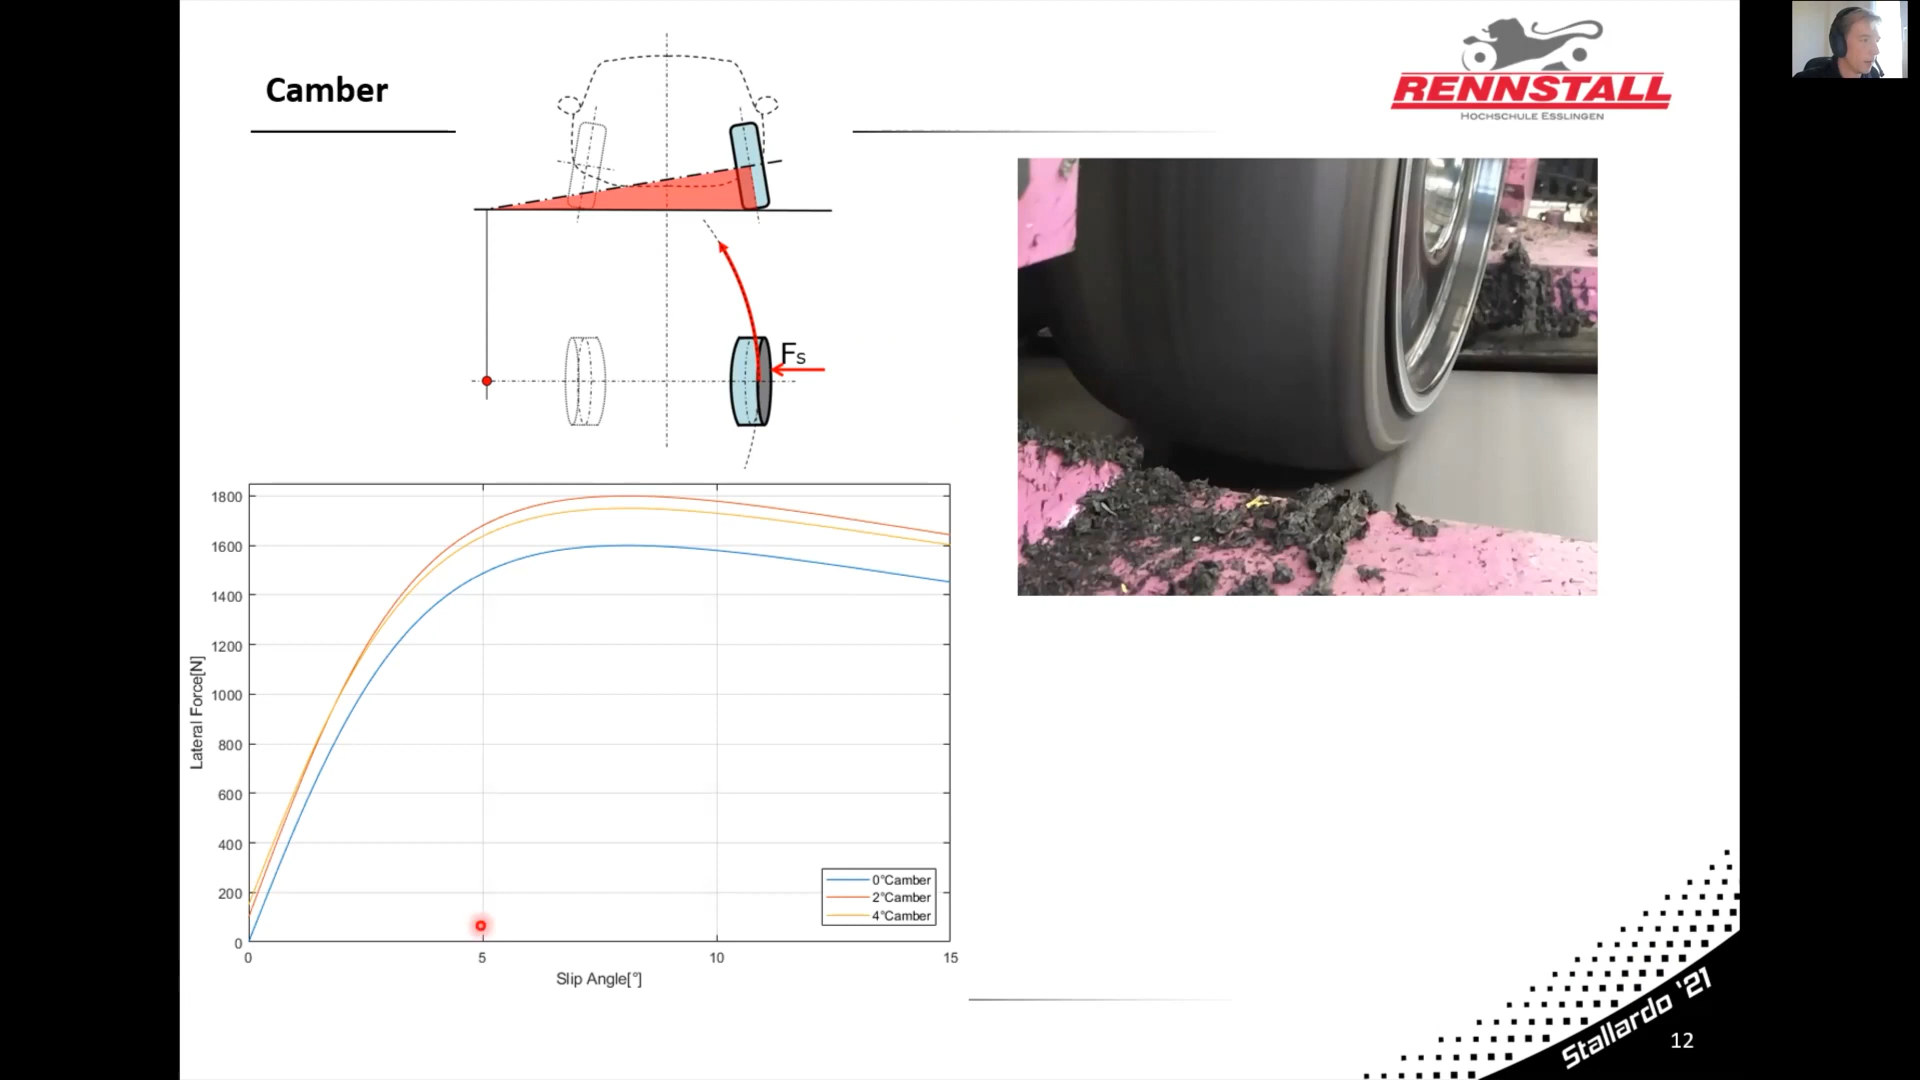 Camber
RENNSTALL
HOCHSCHULE ESSLINGEN
Fs
1800
1600
1400
1200
1000
800
600
400
200
0
Lateral Force[N]
0°Camber
2°Camber
4°Camber
0 5 10 15
Slip Angle[°]
Stallardo '21
12